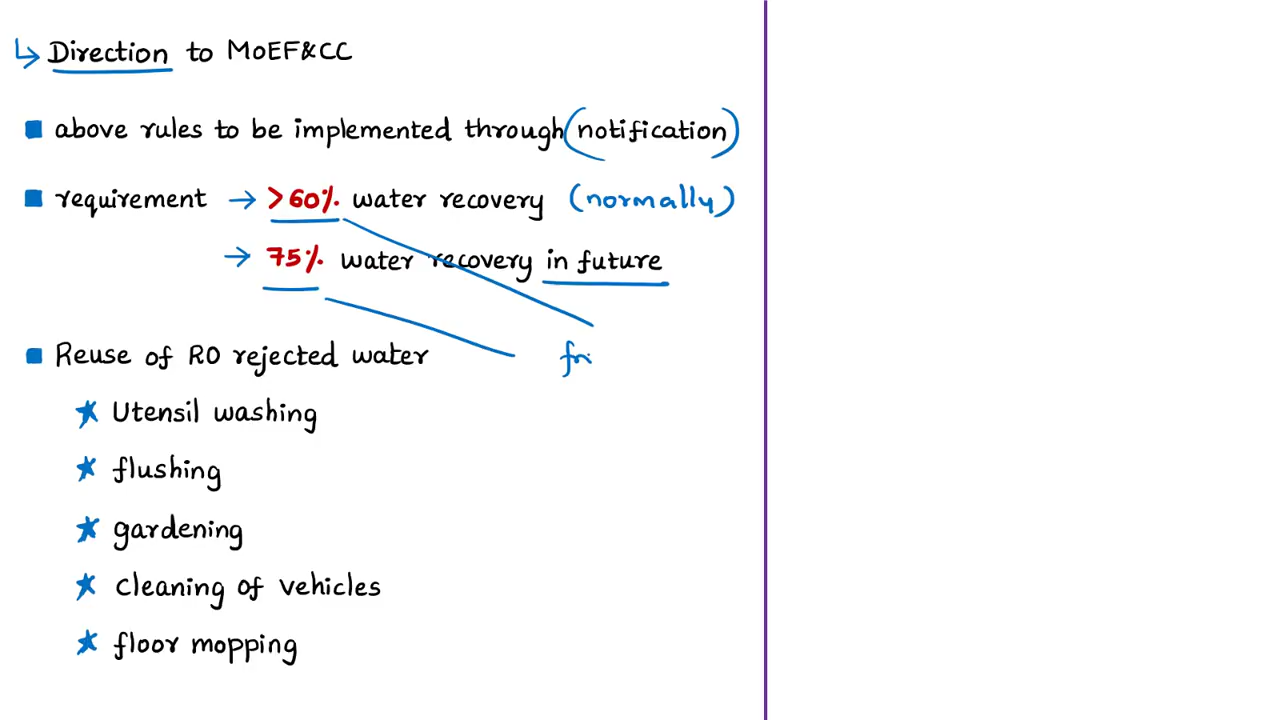 Direction to MoEF&CC
above rules to be implemented through (notification)
requirement → >60% water recovery (normally)
→ 75% water recovery in future
Reuse of RO rejected water
Utensil washing
flushing
gardening
Cleaning of vehicles
floor mopping